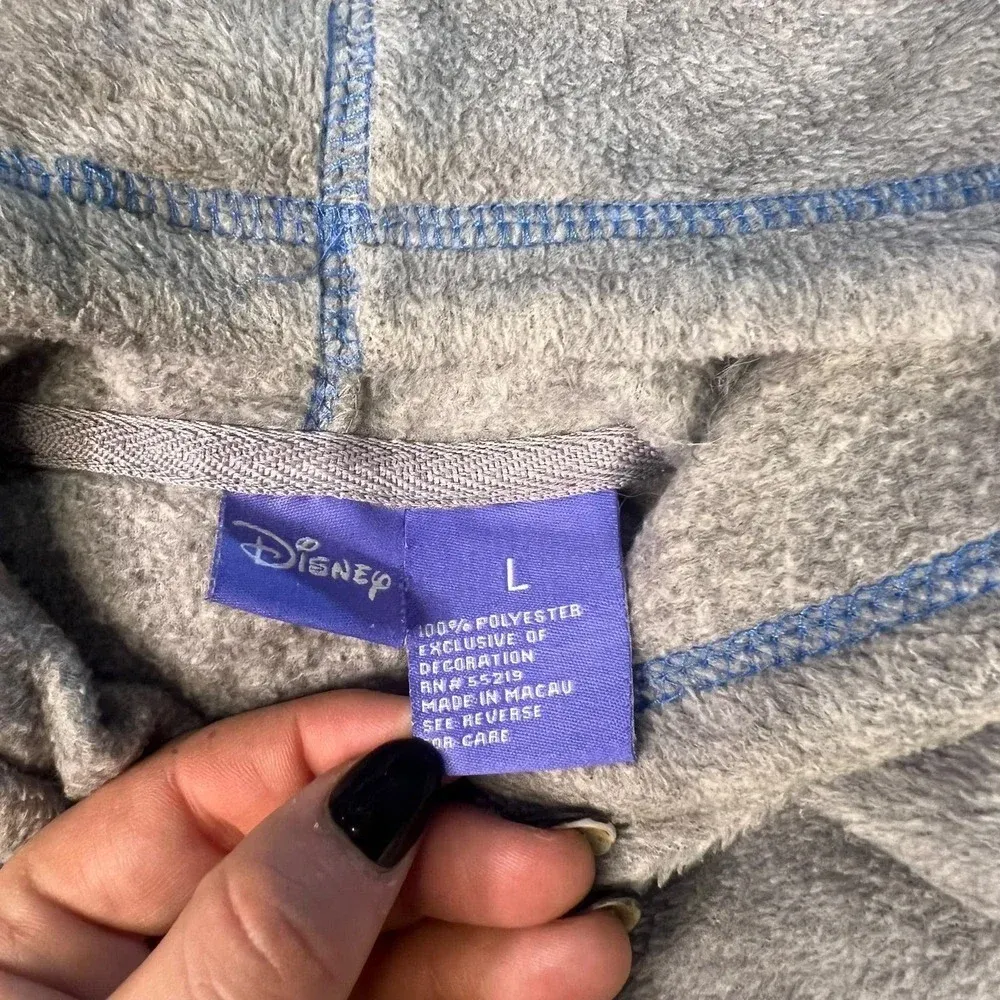 Disney
L
100% POLYESTER
EXCLUSIVE OF
DECORATION
RN# 55219
MADE IN MACAU
SEE REVERSE
FOR CARE